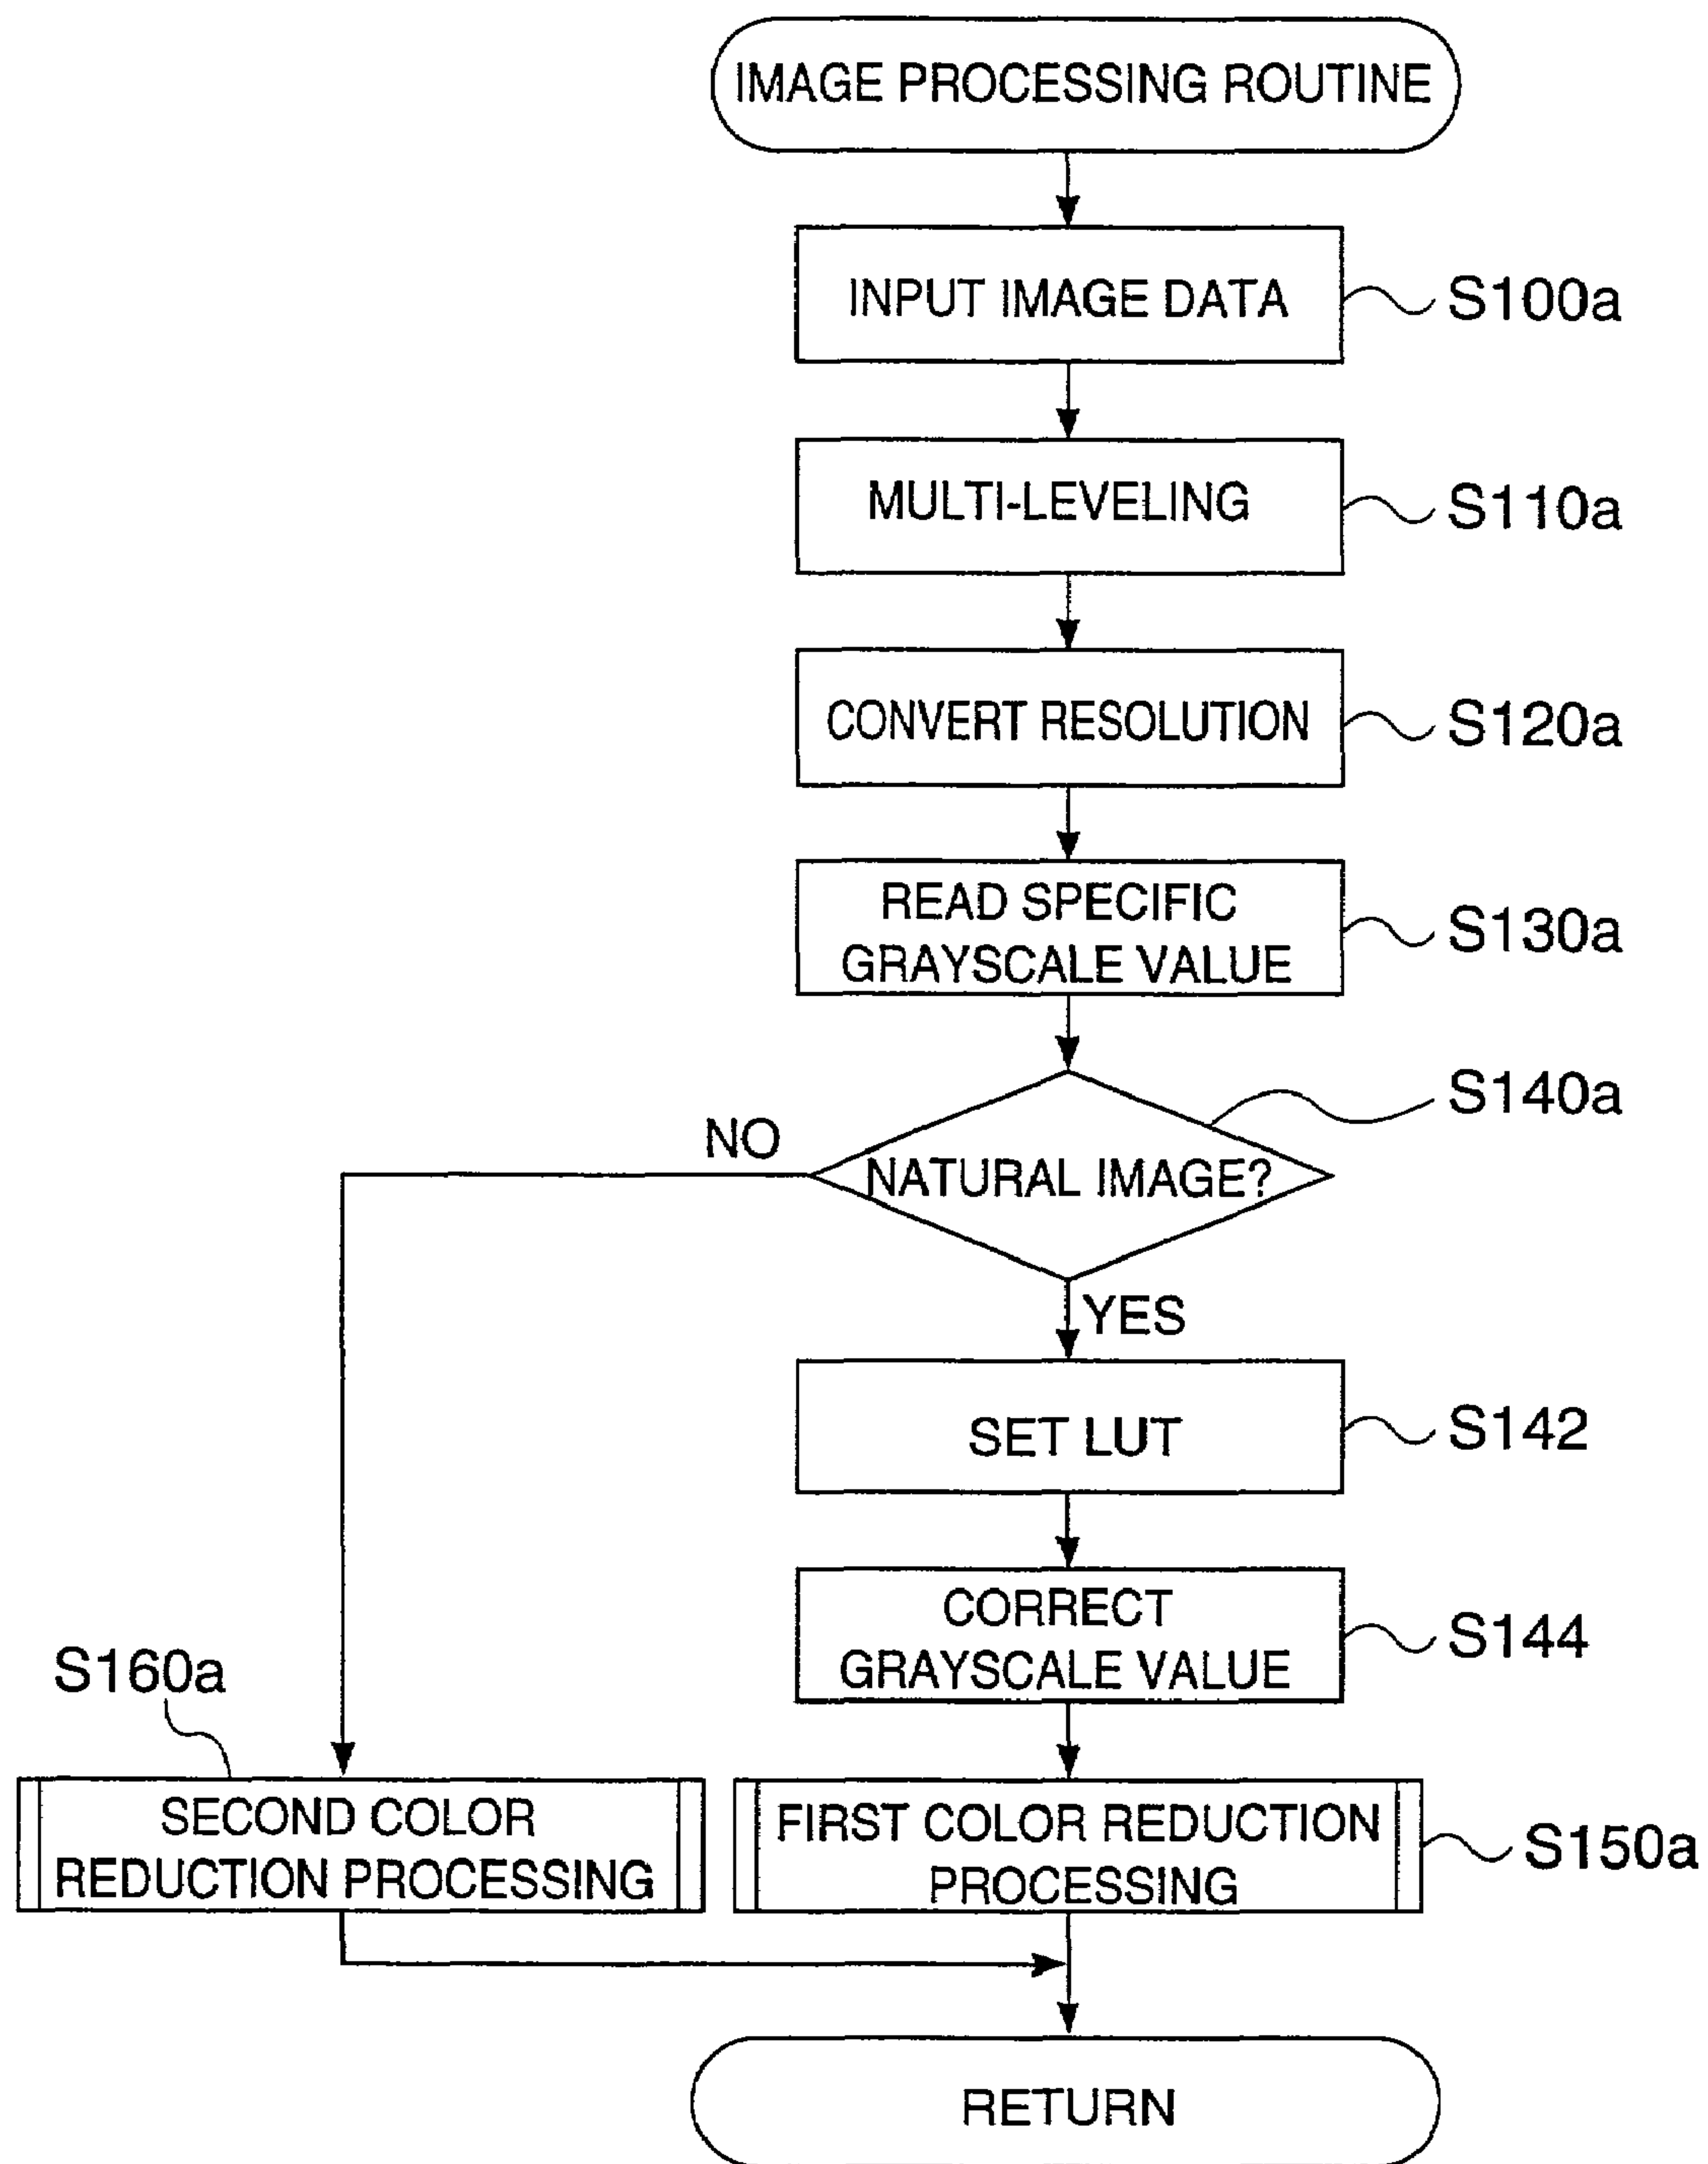 IMAGE PROCESSING ROUTINE
INPUT IMAGE DATA
S100a
MULTI-LEVELING
S110a
CONVERT RESOLUTION
S120a
READ SPECIFIC
GRAYSCALE VALUE
S130a
S140a
NO
NATURAL IMAGE?
YES
SET LUT
S142
CORRECT
GRAYSCALE VALUE
S144
S160a
SECOND COLOR
REDUCTION PROCESSING
FIRST COLOR REDUCTION
PROCESSING
S150a
RETURN